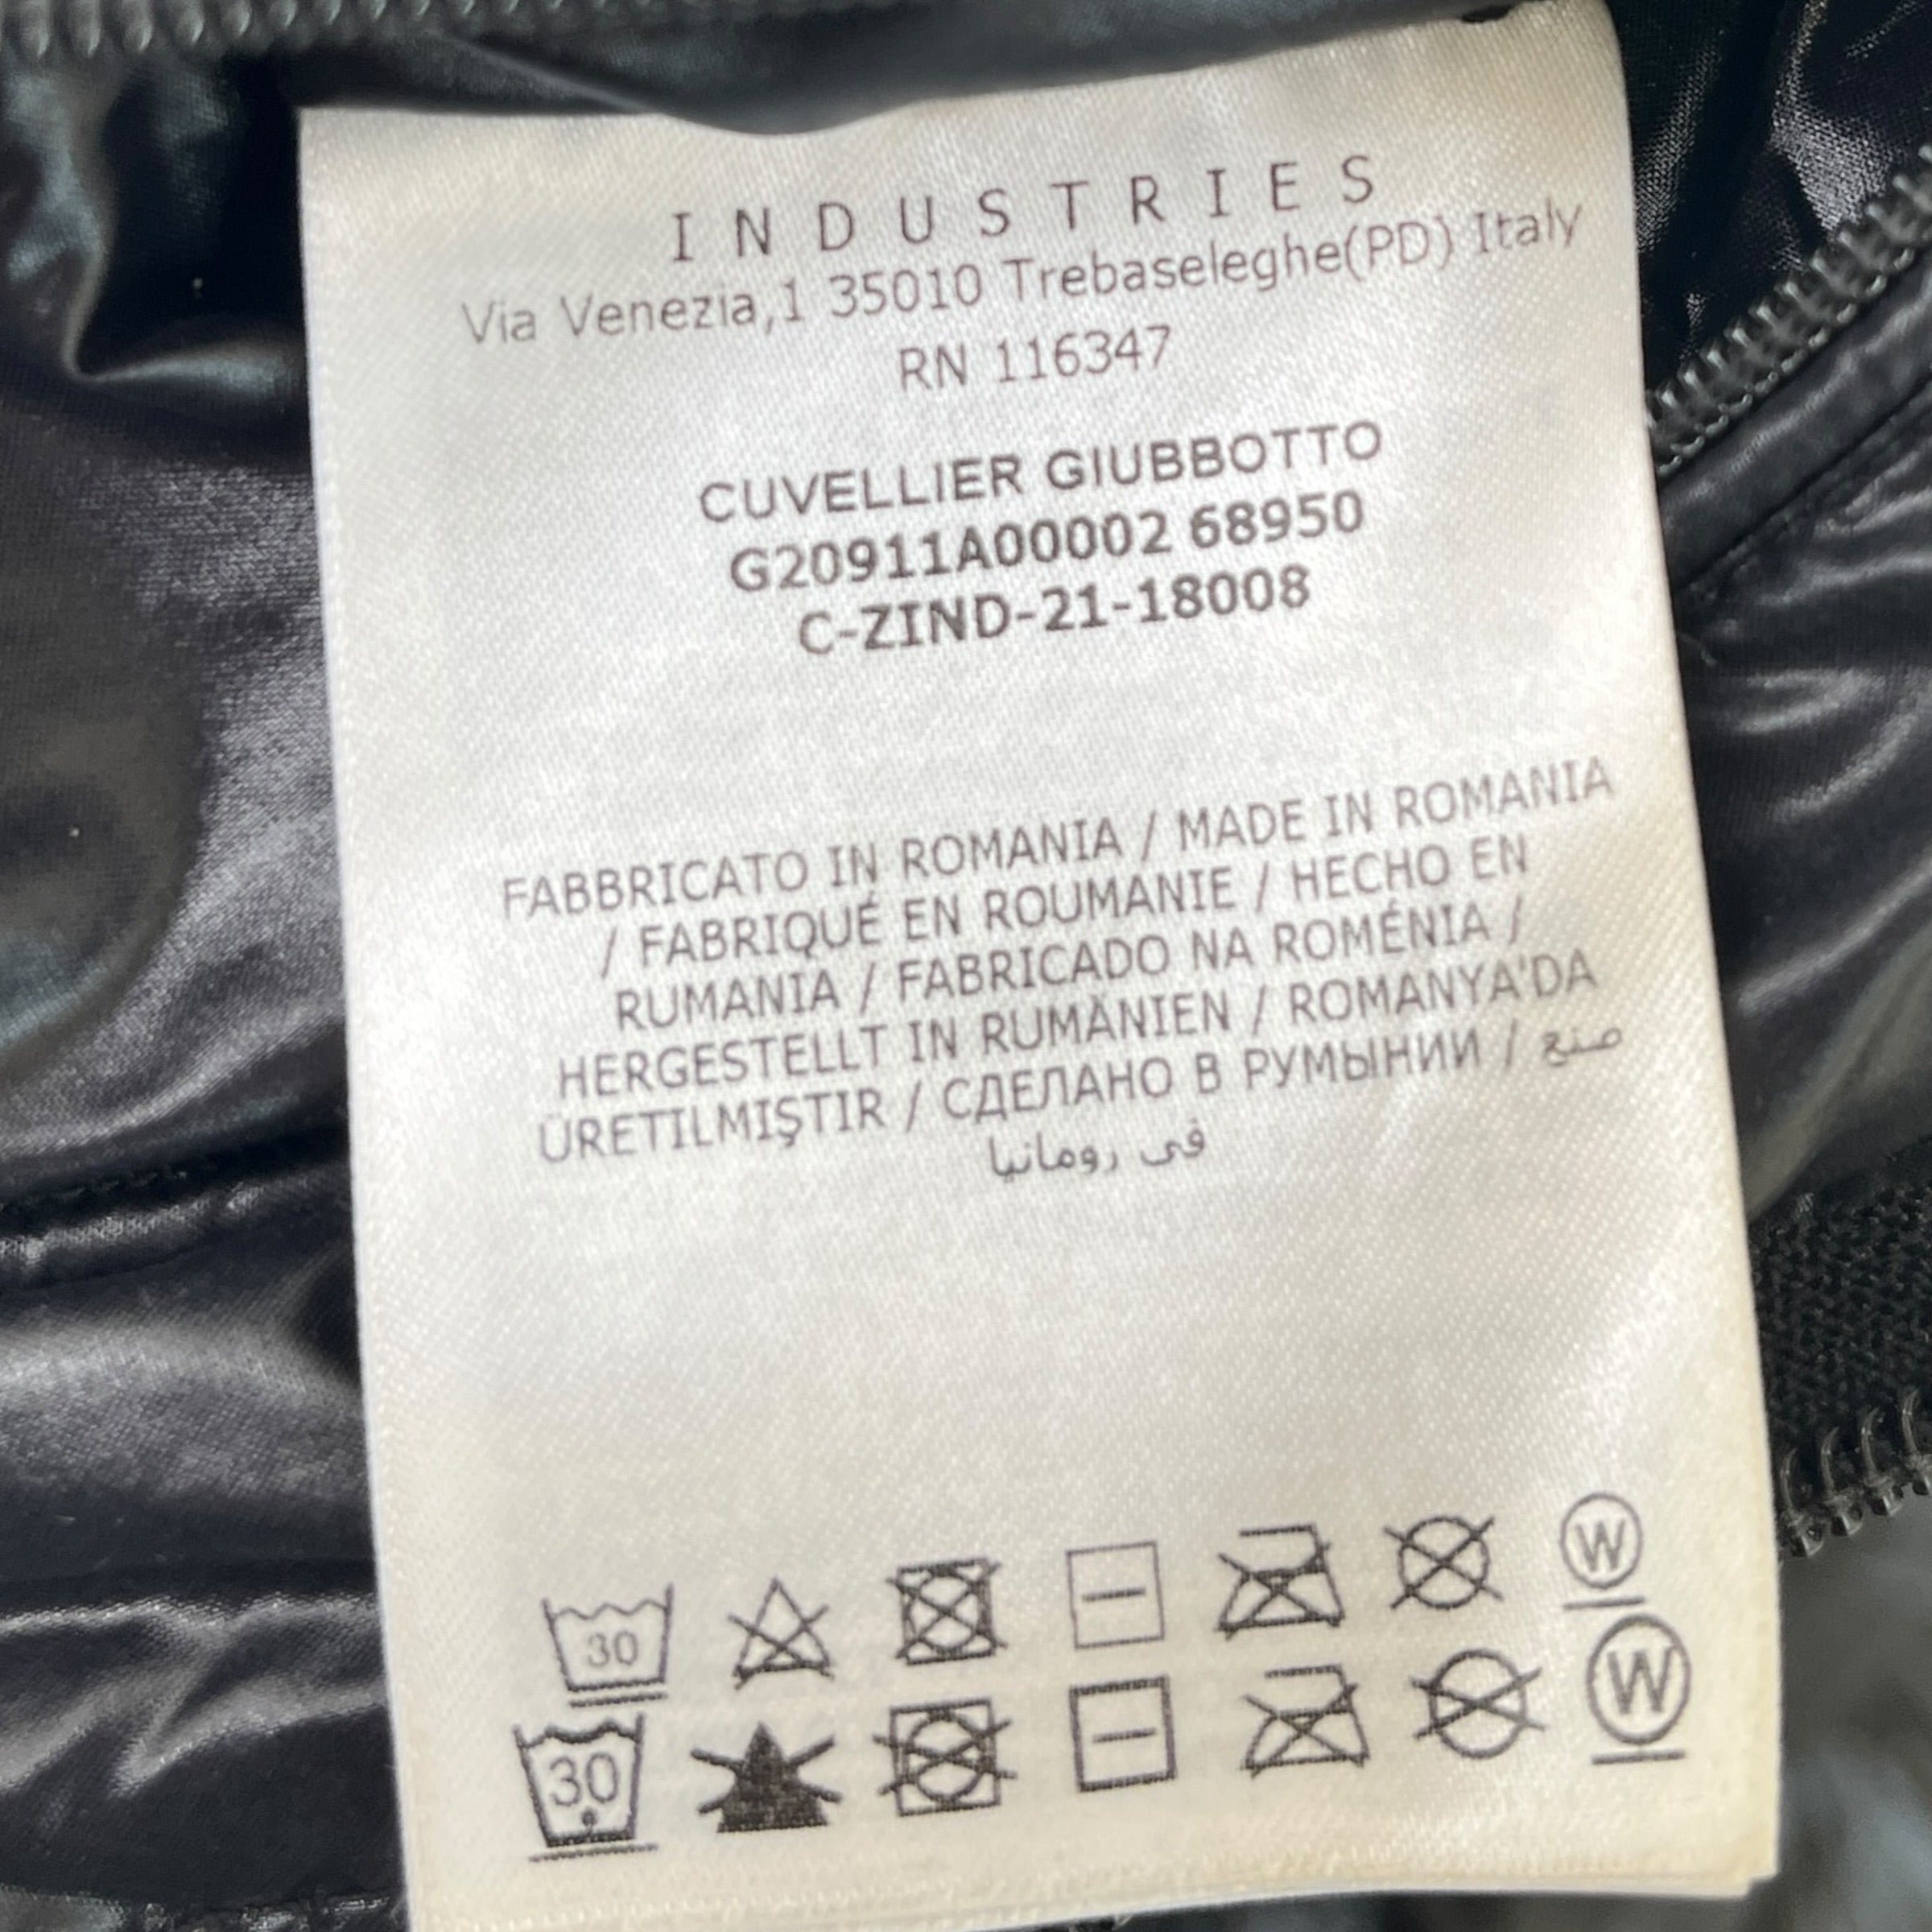 INDUSTRIES
Via Venezia,1 35010 Trebaseleghe(PD) Italy
RN 116347
CUVELLIER GIUBBOTTO
G20911A00002 68950
C-ZIND-21-18008
FABBRICATO IN ROMANIA / MADE IN ROMANIA
/ FABRIQUÉ EN ROUMANIE / HECHO EN
RUMANIA / FABRICADO NA ROMÉNIA /
HERGESTELLT IN RUMÄNIEN / ROMANYA'DA
ÜRETILMIŞTIR / СДЕЛАНО В РУМЫНИИ / صنع
في رومانيا
30 W
30 W